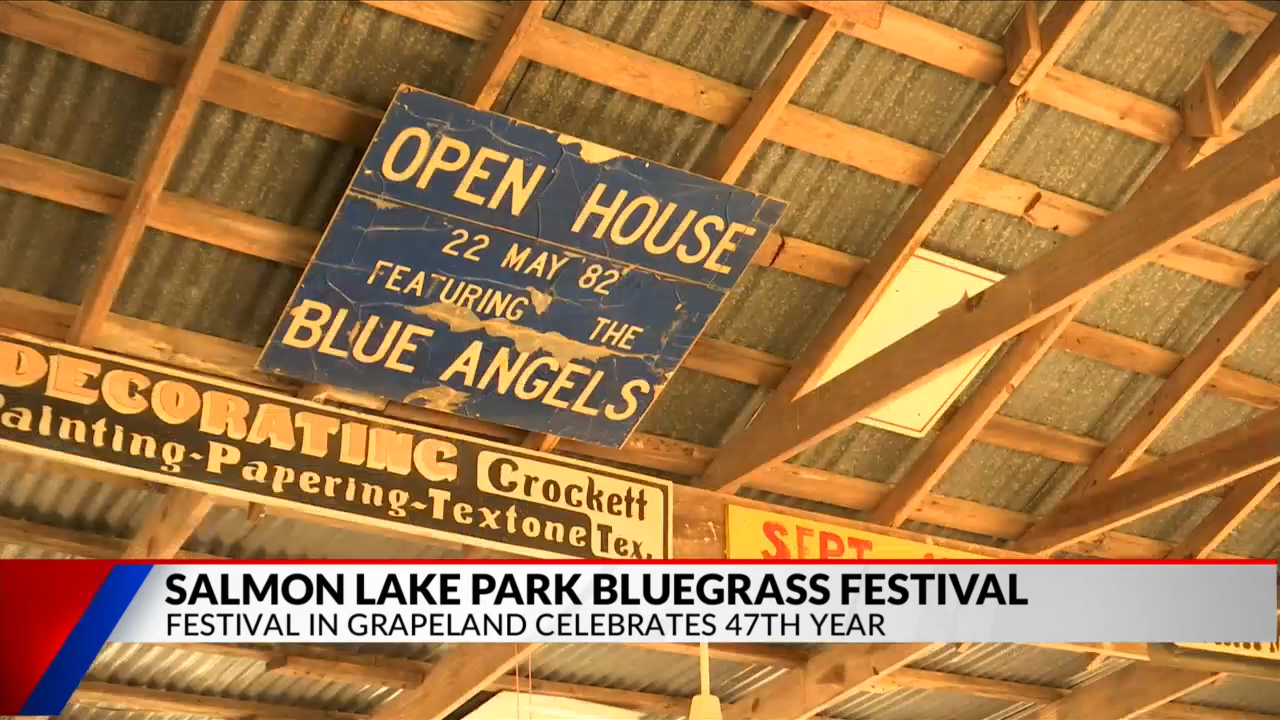 OPEN HOUSE
22 MAY '82
FEATURING THE
BLUE ANGELS
DECORATING
Painting-Papering-Textone
Crockett
Tex.
SEPT
SALMON LAKE PARK BLUEGRASS FESTIVAL
FESTIVAL IN GRAPELAND CELEBRATES 47TH YEAR